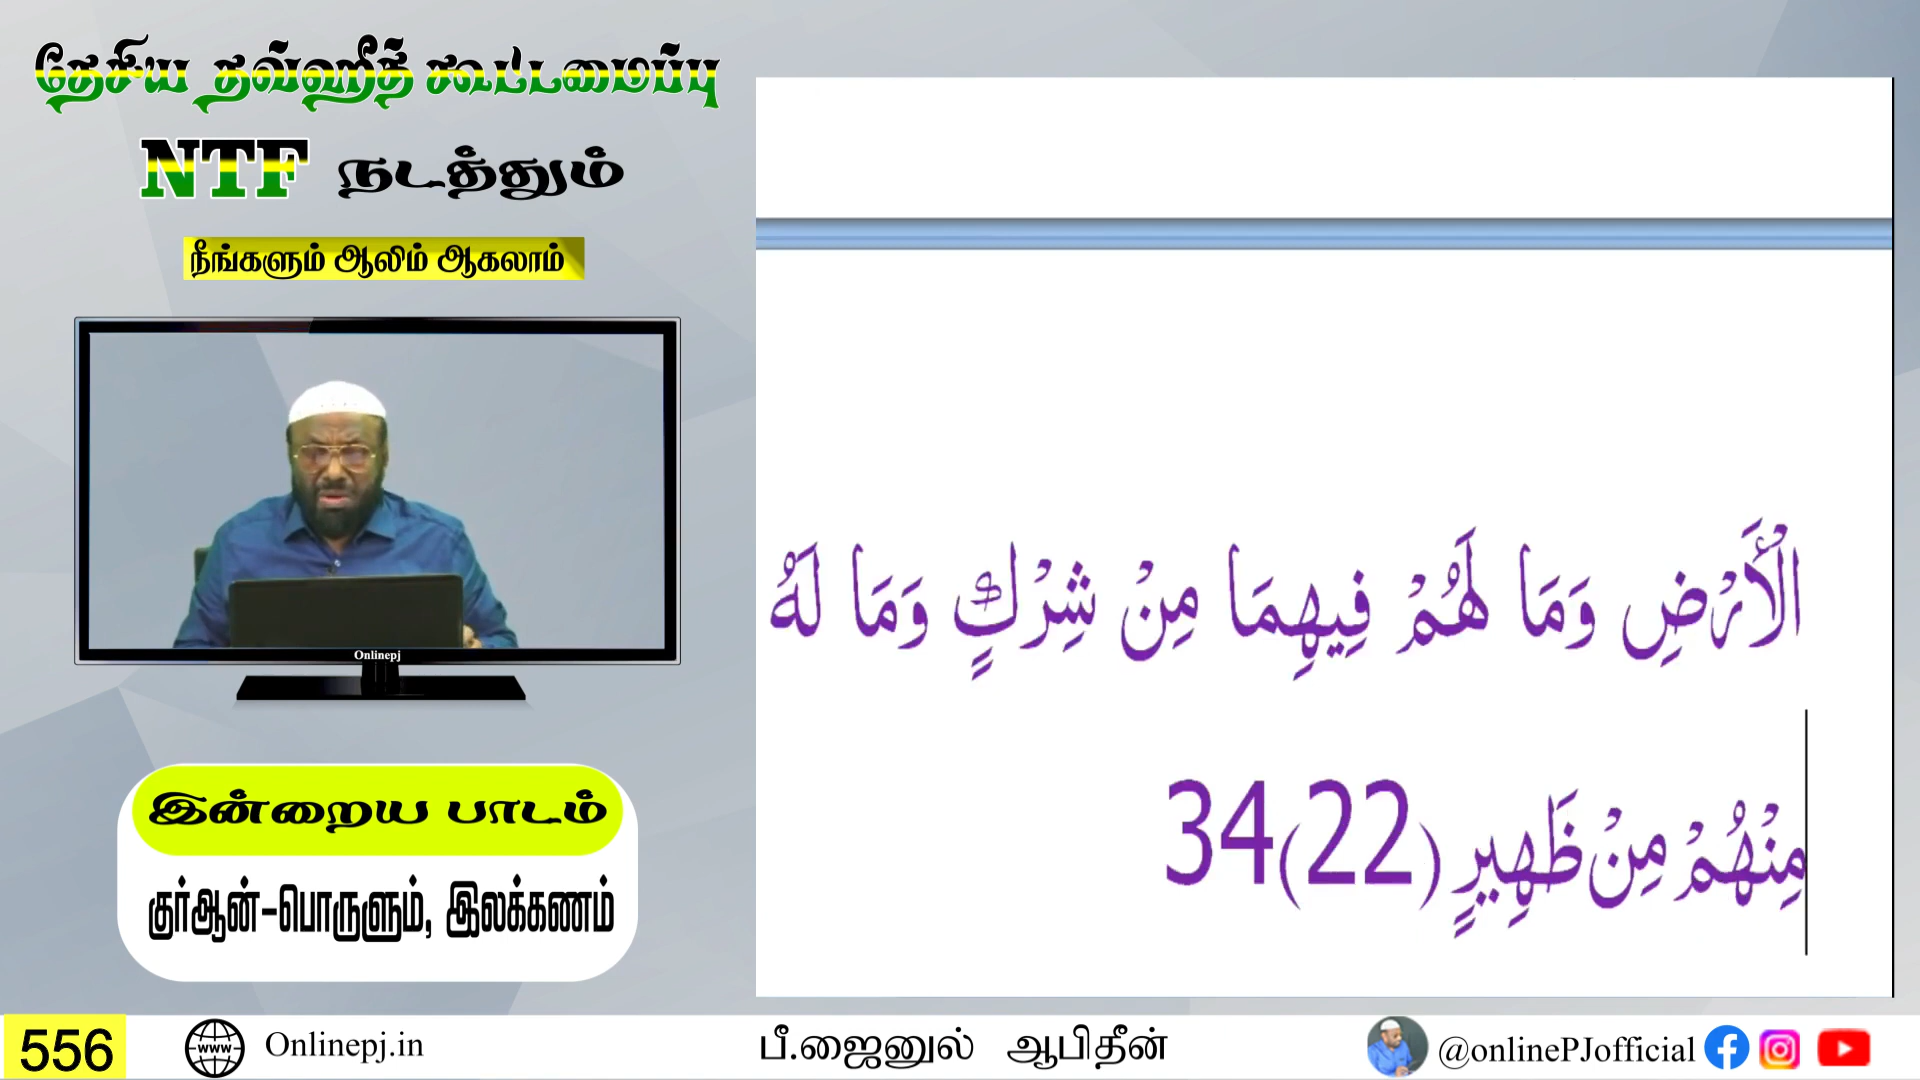 தேசிய தவ்ஹீத் கூட்டமைப்பு
NTF நடத்தும்
நீங்களும் ஆலிம் ஆகலாம்
Onlinepj
இன்றைய பாடம்
குர்ஆன்-பொருளும், இலக்கணம்
الْأَرْضِ وَمَا لَهُمْ فِيهِمَا مِنْ شِرْكٍ وَمَا لَهُ
مِنْهُمْ مِنْ ظَهِيرٍ (22)34
556
www
Onlinepj.in
பீ.ஜைனுல் ஆபிதீன்
@onlinePJofficial